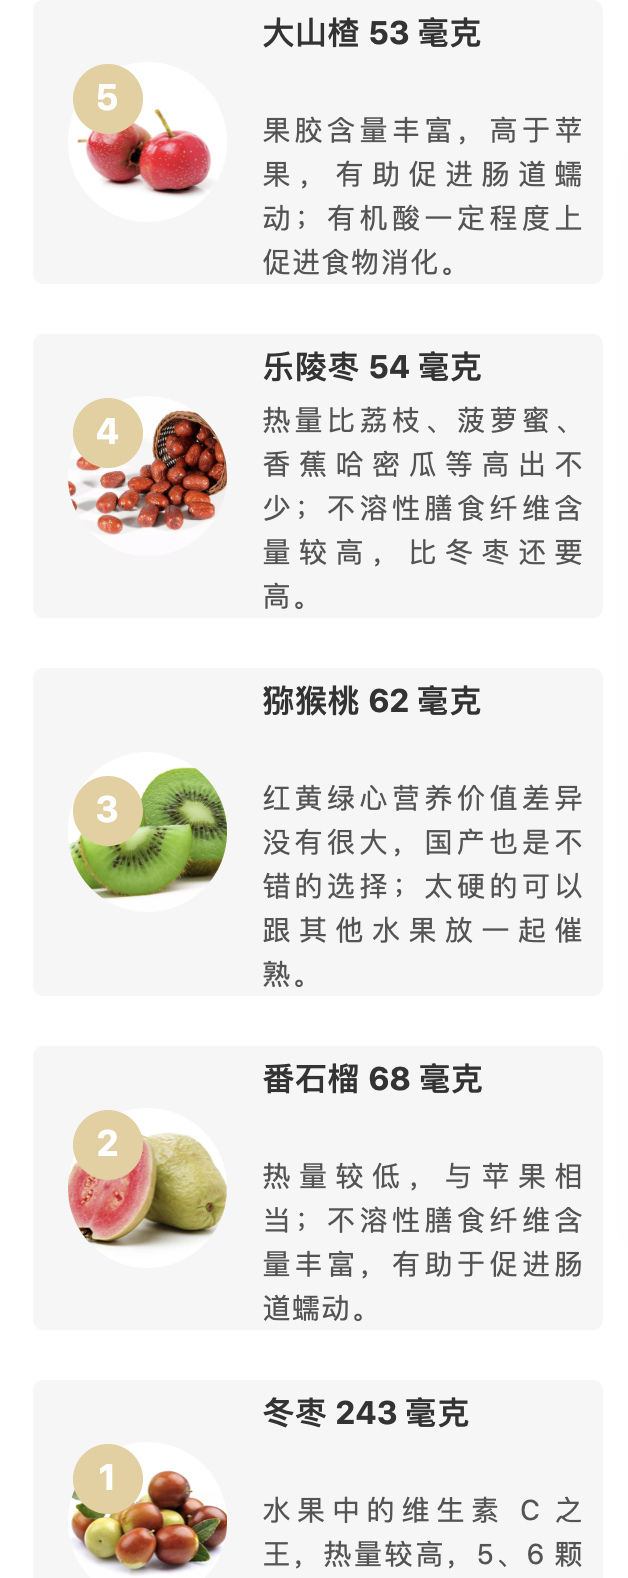 大山楂 53 毫克
5
果胶含量丰富，高于苹
果，有助促进肠道蠕
动；有机酸一定程度上
促进食物消化。
乐陵枣 54 毫克
4
热量比荔枝、菠萝蜜、
香蕉哈密瓜等高出不
少；不溶性膳食纤维含
量较高，比冬枣还要
高。
猕猴桃 62 毫克
3
红黄绿心营养价值差异
没有很大，国产也是不
错的选择；太硬的可以
跟其他水果放一起催
熟。
番石榴 68 毫克
2
热量较低，与苹果相
当；不溶性膳食纤维含
量丰富，有助于促进肠
道蠕动。
冬枣 243 毫克
1
水果中的维生素 C 之
王，热量较高，5、6 颗